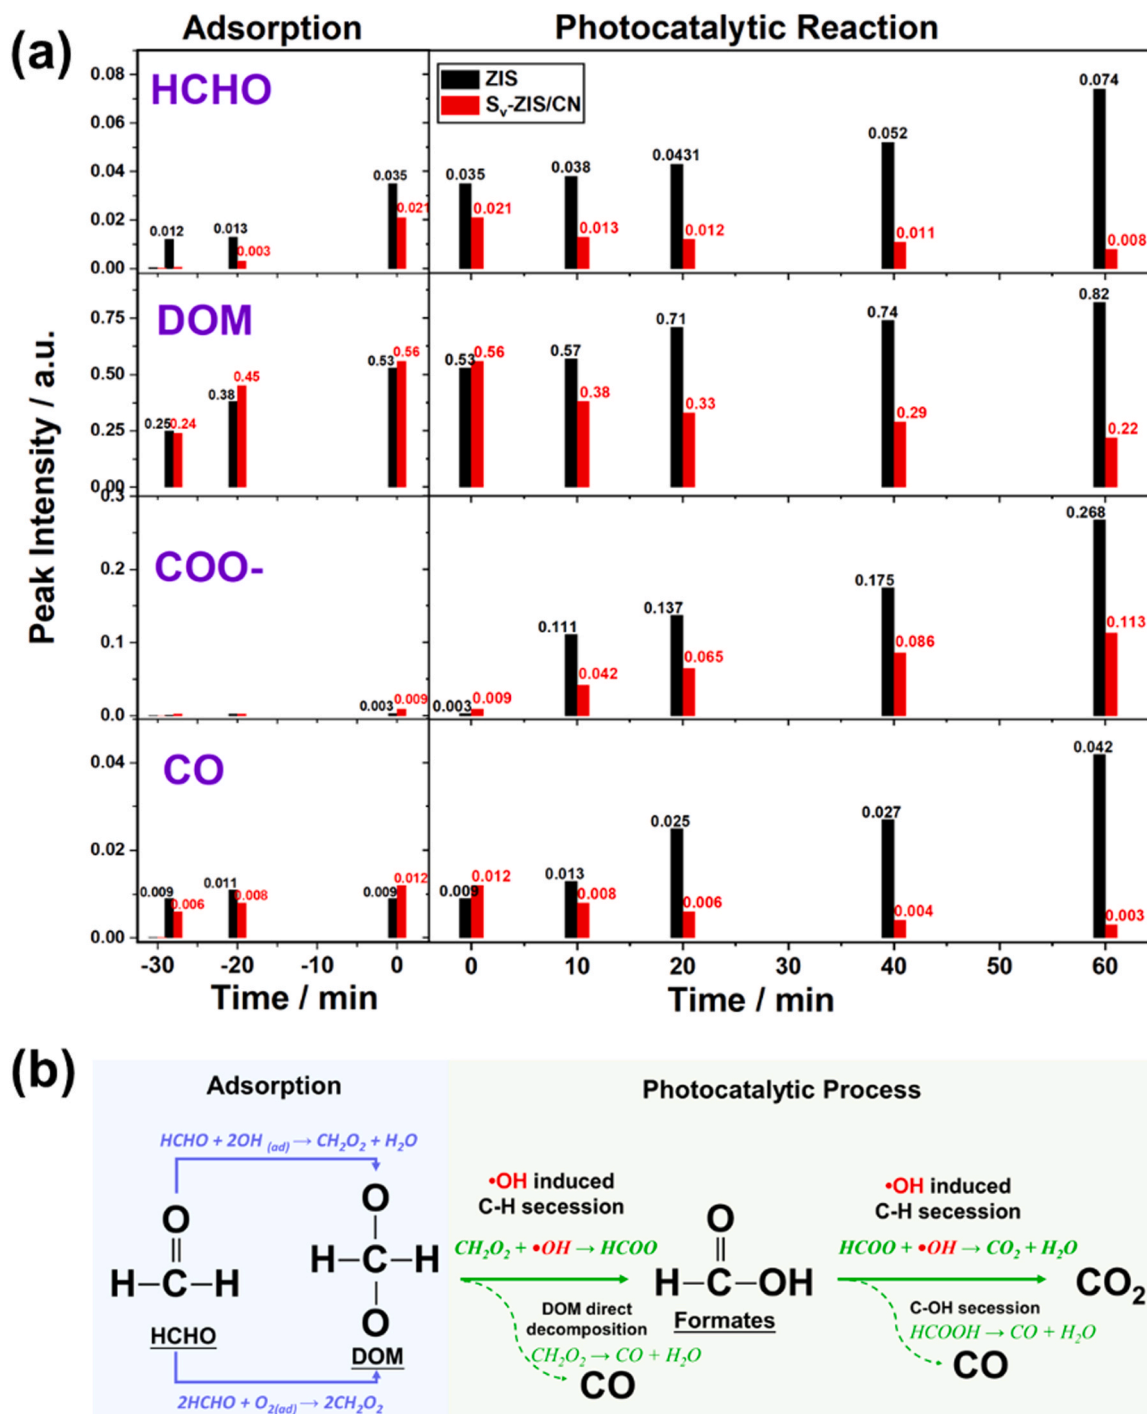 (a)
Adsorption
Photocatalytic Reaction
Peak Intensity / a.u.
HCHO
ZIS
Sᵥ-ZIS/CN
0.08
0.06
0.04
0.02
0.00
0.012
0.013
0.003
0.035
0.021
0.035
0.021
0.038
0.013
0.0431
0.012
0.052
0.011
0.074
0.008
DOM
0.75
0.50
0.25
0.00
0.25
0.24
0.38
0.45
0.53
0.56
0.53
0.56
0.57
0.38
0.71
0.33
0.74
0.29
0.82
0.22
COO-
0.3
0.2
0.1
0.0
0.003
0.009
0.003
0.009
0.111
0.042
0.137
0.065
0.175
0.086
0.268
0.113
CO
0.04
0.02
0.00
0.009
0.006
0.011
0.008
0.009
0.012
0.009
0.012
0.013
0.008
0.025
0.006
0.027
0.004
0.042
0.003
-30 -20 -10 0
0 10 20 30 40 50 60
Time / min
Time / min
(b)
Adsorption
Photocatalytic Process
HCHO + 2OH (ad) → CH₂O₂ + H₂O
O
H–C–H
HCHO
O
H–C–H
O
DOM
2HCHO + O₂(ad) → 2CH₂O₂
•OH induced
C-H secession
CH₂O₂ + •OH → HCOO
DOM direct
decomposition
CH₂O₂ → CO + H₂O
CO
O
H–C–OH
Formates
•OH induced
C-H secession
HCOO + •OH → CO₂ + H₂O
C-OH secession
HCOOH → CO + H₂O
CO
CO₂